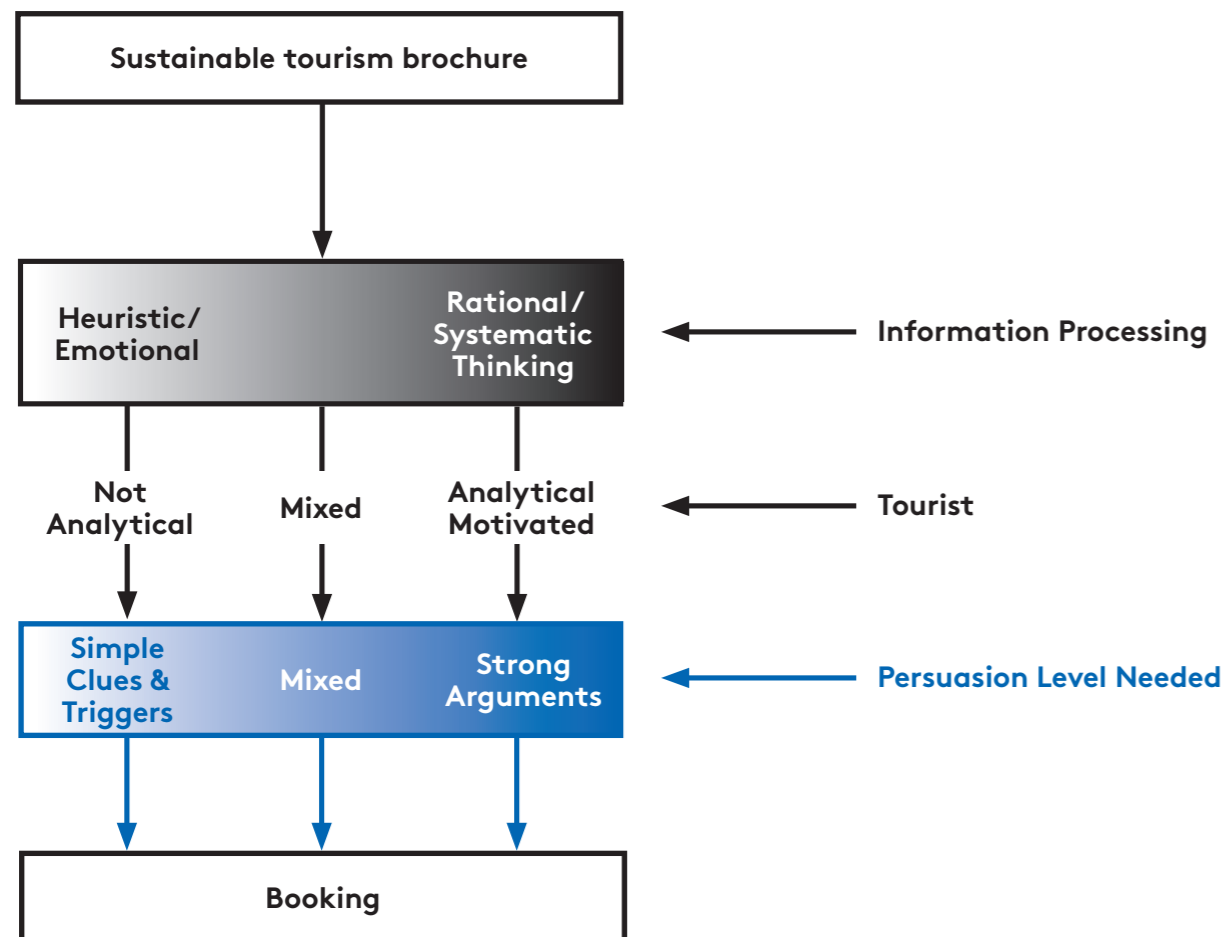 Sustainable tourism brochure
Heuristic/
Emotional
Rational/
Systematic
Thinking
Information Processing
Not
Analytical
Mixed
Analytical
Motivated
Tourist
Simple
Clues &
Triggers
Mixed
Strong
Arguments
Persuasion Level Needed
Booking